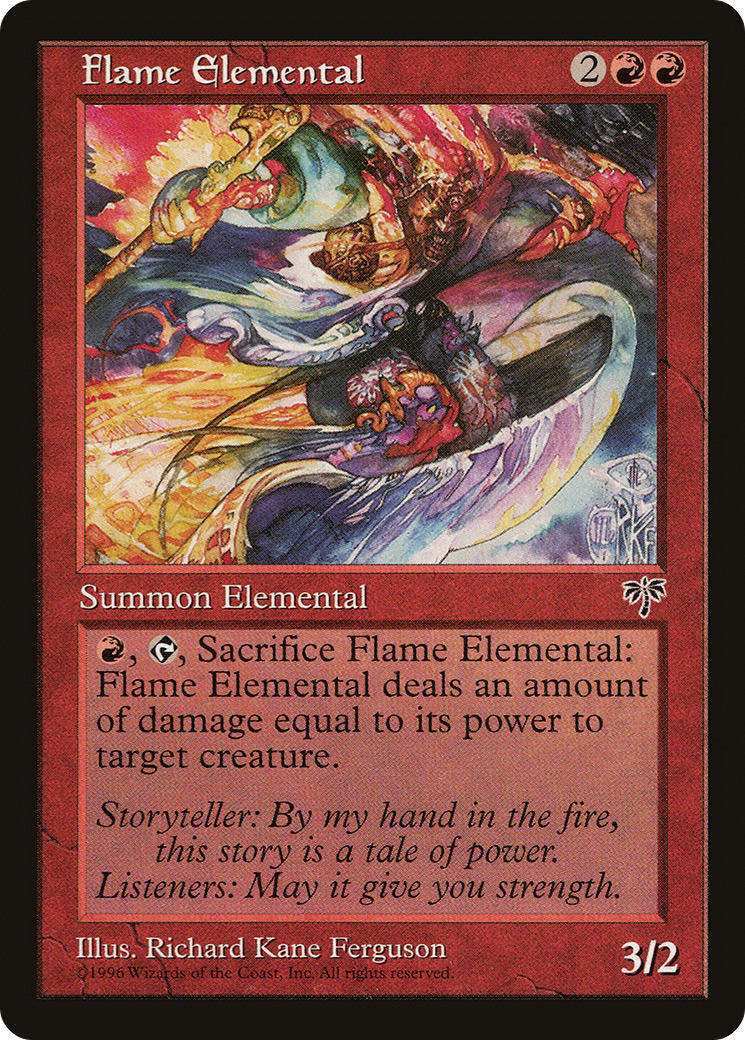 Flame Elemental 2
Summon Elemental
, , Sacrifice Flame Elemental:
Flame Elemental deals an amount
of damage equal to its power to
target creature.
Storyteller: By my hand in the fire,
this story is a tale of power.
Listeners: May it give you strength.
Illus. Richard Kane Ferguson
©1996 Wizards of the Coast, Inc. All rights reserved.
3/2